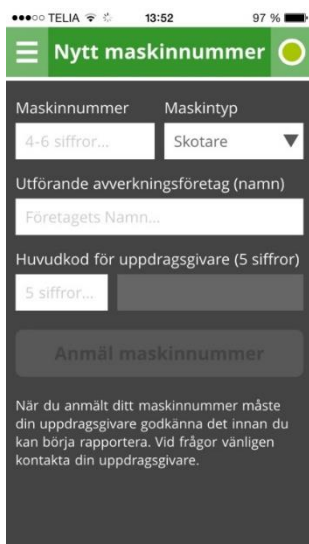 TELIA 13:52 97 %
Nytt maskinnummer
Maskinnummer Maskintyp
4-6 siffror... Skotare
Utförande avverkningsföretag (namn)
Företagets Namn...
Huvudkod för uppdragsgivare (5 siffror)
5 siffror...
Anmäl maskinnummer
När du anmält ditt maskinnummer måste
din uppdragsgivare godkänna det innan du
kan börja rapportera. Vid frågor vänligen
kontakta din uppdragsgivare.